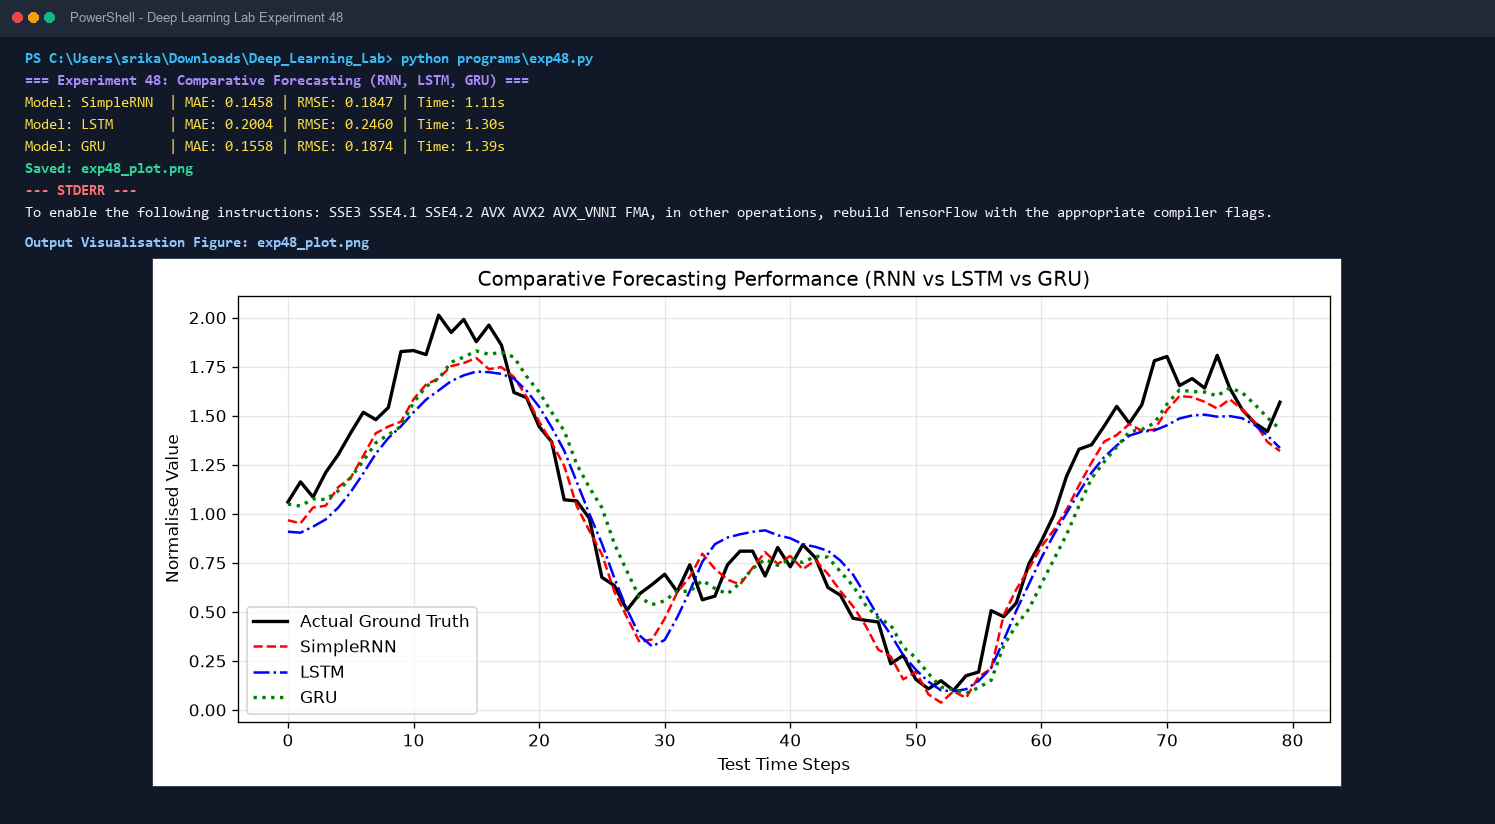 PowerShell - Deep Learning Lab Experiment 48
PS C:\Users\srika\Downloads\Deep_Learning_Lab> python programs\exp48.py
=== Experiment 48: Comparative Forecasting (RNN, LSTM, GRU) ===
Model: SimpleRNN  | MAE: 0.1458 | RMSE: 0.1847 | Time: 1.11s
Model: LSTM       | MAE: 0.2004 | RMSE: 0.2460 | Time: 1.30s
Model: GRU        | MAE: 0.1558 | RMSE: 0.1874 | Time: 1.39s
Saved: exp48_plot.png
--- STDERR ---
To enable the following instructions: SSE3 SSE4.1 SSE4.2 AVX AVX2 AVX_VNNI FMA, in other operations, rebuild TensorFlow with the appropriate compiler flags.
Output Visualisation Figure: exp48_plot.png
Comparative Forecasting Performance (RNN vs LSTM vs GRU)
Normalised Value
2.00
1.75
1.50
1.25
1.00
0.75
0.50
0.25
0.00
Actual Ground Truth
SimpleRNN
LSTM
GRU
0 10 20 30 40 50 60 70 80
Test Time Steps